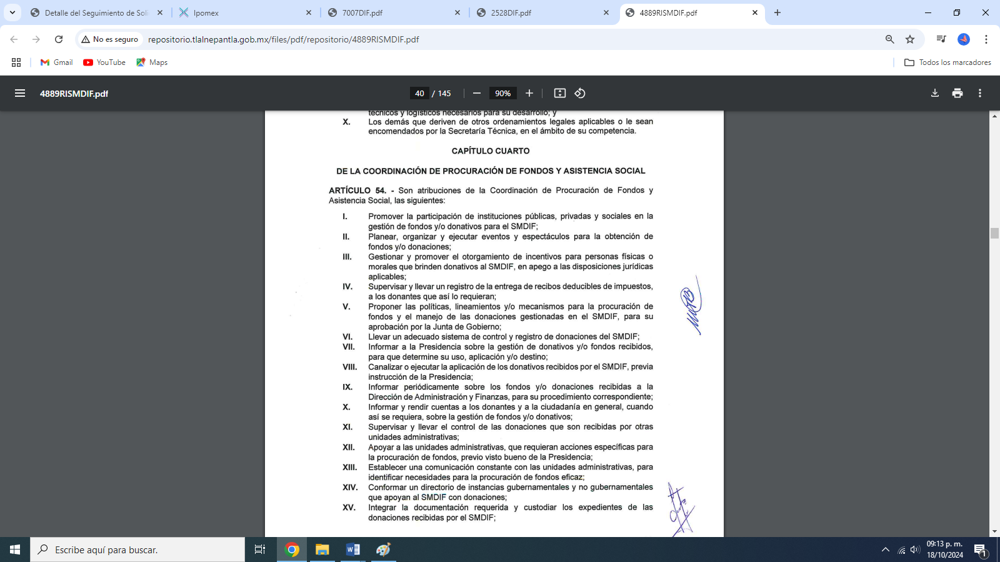 Detalle del Seguimiento de Soli
Ipomex
7007DIF.pdf
2528DIF.pdf
4889RISMDIF.pdf
No es seguro
repositorio.tlalnepantla.gob.mx/files/pdf/repositorio/4889RISMDIF.pdf
Gmail
YouTube
Maps
Todos los marcadores
4889RISMDIF.pdf
40 / 145
90%
técnicos y logísticos necesarios para su desarrollo; y
X. Los demás que deriven de otros ordenamientos legales aplicables o le sean
encomendados por la Secretaría Técnica, en el ámbito de su competencia.
CAPÍTULO CUARTO
DE LA COORDINACIÓN DE PROCURACIÓN DE FONDOS Y ASISTENCIA SOCIAL
ARTÍCULO 54. - Son atribuciones de la Coordinación de Procuración de Fondos y
Asistencia Social, las siguientes:
I. Promover la participación de instituciones públicas, privadas y sociales en la
gestión de fondos y/o donativos para el SMDIF;
II. Planear, organizar y ejecutar eventos y espectáculos para la obtención de
fondos y/o donaciones;
III. Gestionar y promover el otorgamiento de incentivos para personas físicas o
morales que brinden donativos al SMDIF, en apego a las disposiciones jurídicas
aplicables;
IV. Supervisar y llevar un registro de la entrega de recibos deducibles de impuestos,
a los donantes que así lo requieran;
V. Proponer las políticas, lineamientos y/o mecanismos para la procuración de
fondos y el manejo de las donaciones gestionadas en el SMDIF, para su
aprobación por la Junta de Gobierno;
VI. Llevar un adecuado sistema de control y registro de donaciones del SMDIF;
VII. Informar a la Presidencia sobre la gestión de donativos y/o fondos recibidos,
para que determine su uso, aplicación y/o destino;
VIII. Canalizar o ejecutar la aplicación de los donativos recibidos por el SMDIF, previa
instrucción de la Presidencia;
IX. Informar periódicamente sobre los fondos y/o donaciones recibidas a la
Dirección de Administración y Finanzas, para su procedimiento correspondiente;
X. Informar y rendir cuentas a los donantes y a la ciudadanía en general, cuando
así se requiera, sobre la gestión de fondos y/o donativos;
XI. Supervisar y llevar el control de las donaciones que son recibidas por otras
unidades administrativas;
XII. Apoyar a las unidades administrativas, que requieran acciones específicas para
la procuración de fondos, previo visto bueno de la Presidencia;
XIII. Establecer una comunicación constante con las unidades administrativas, para
identificar necesidades para la procuración de fondos eficaz;
XIV. Conformar un directorio de instancias gubernamentales y no gubernamentales
que apoyan al SMDIF con donaciones;
XV. Integrar la documentación requerida y custodiar los expedientes de las
donaciones recibidas por el SMDIF;
Escribe aquí para buscar.
09:13 p. m.
18/10/2024
1